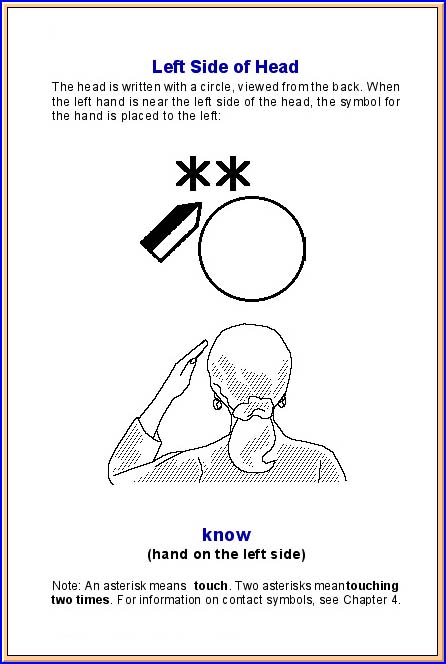 Left Side of Head
The head is written with a circle, viewed from the back. When
the left hand is near the left side of the head, the symbol for
the hand is placed to the left:
**
know
(hand on the left side)
Note: An asterisk means touch. Two asterisks meantouching
two times. For information on contact symbols, see Chapter 4.